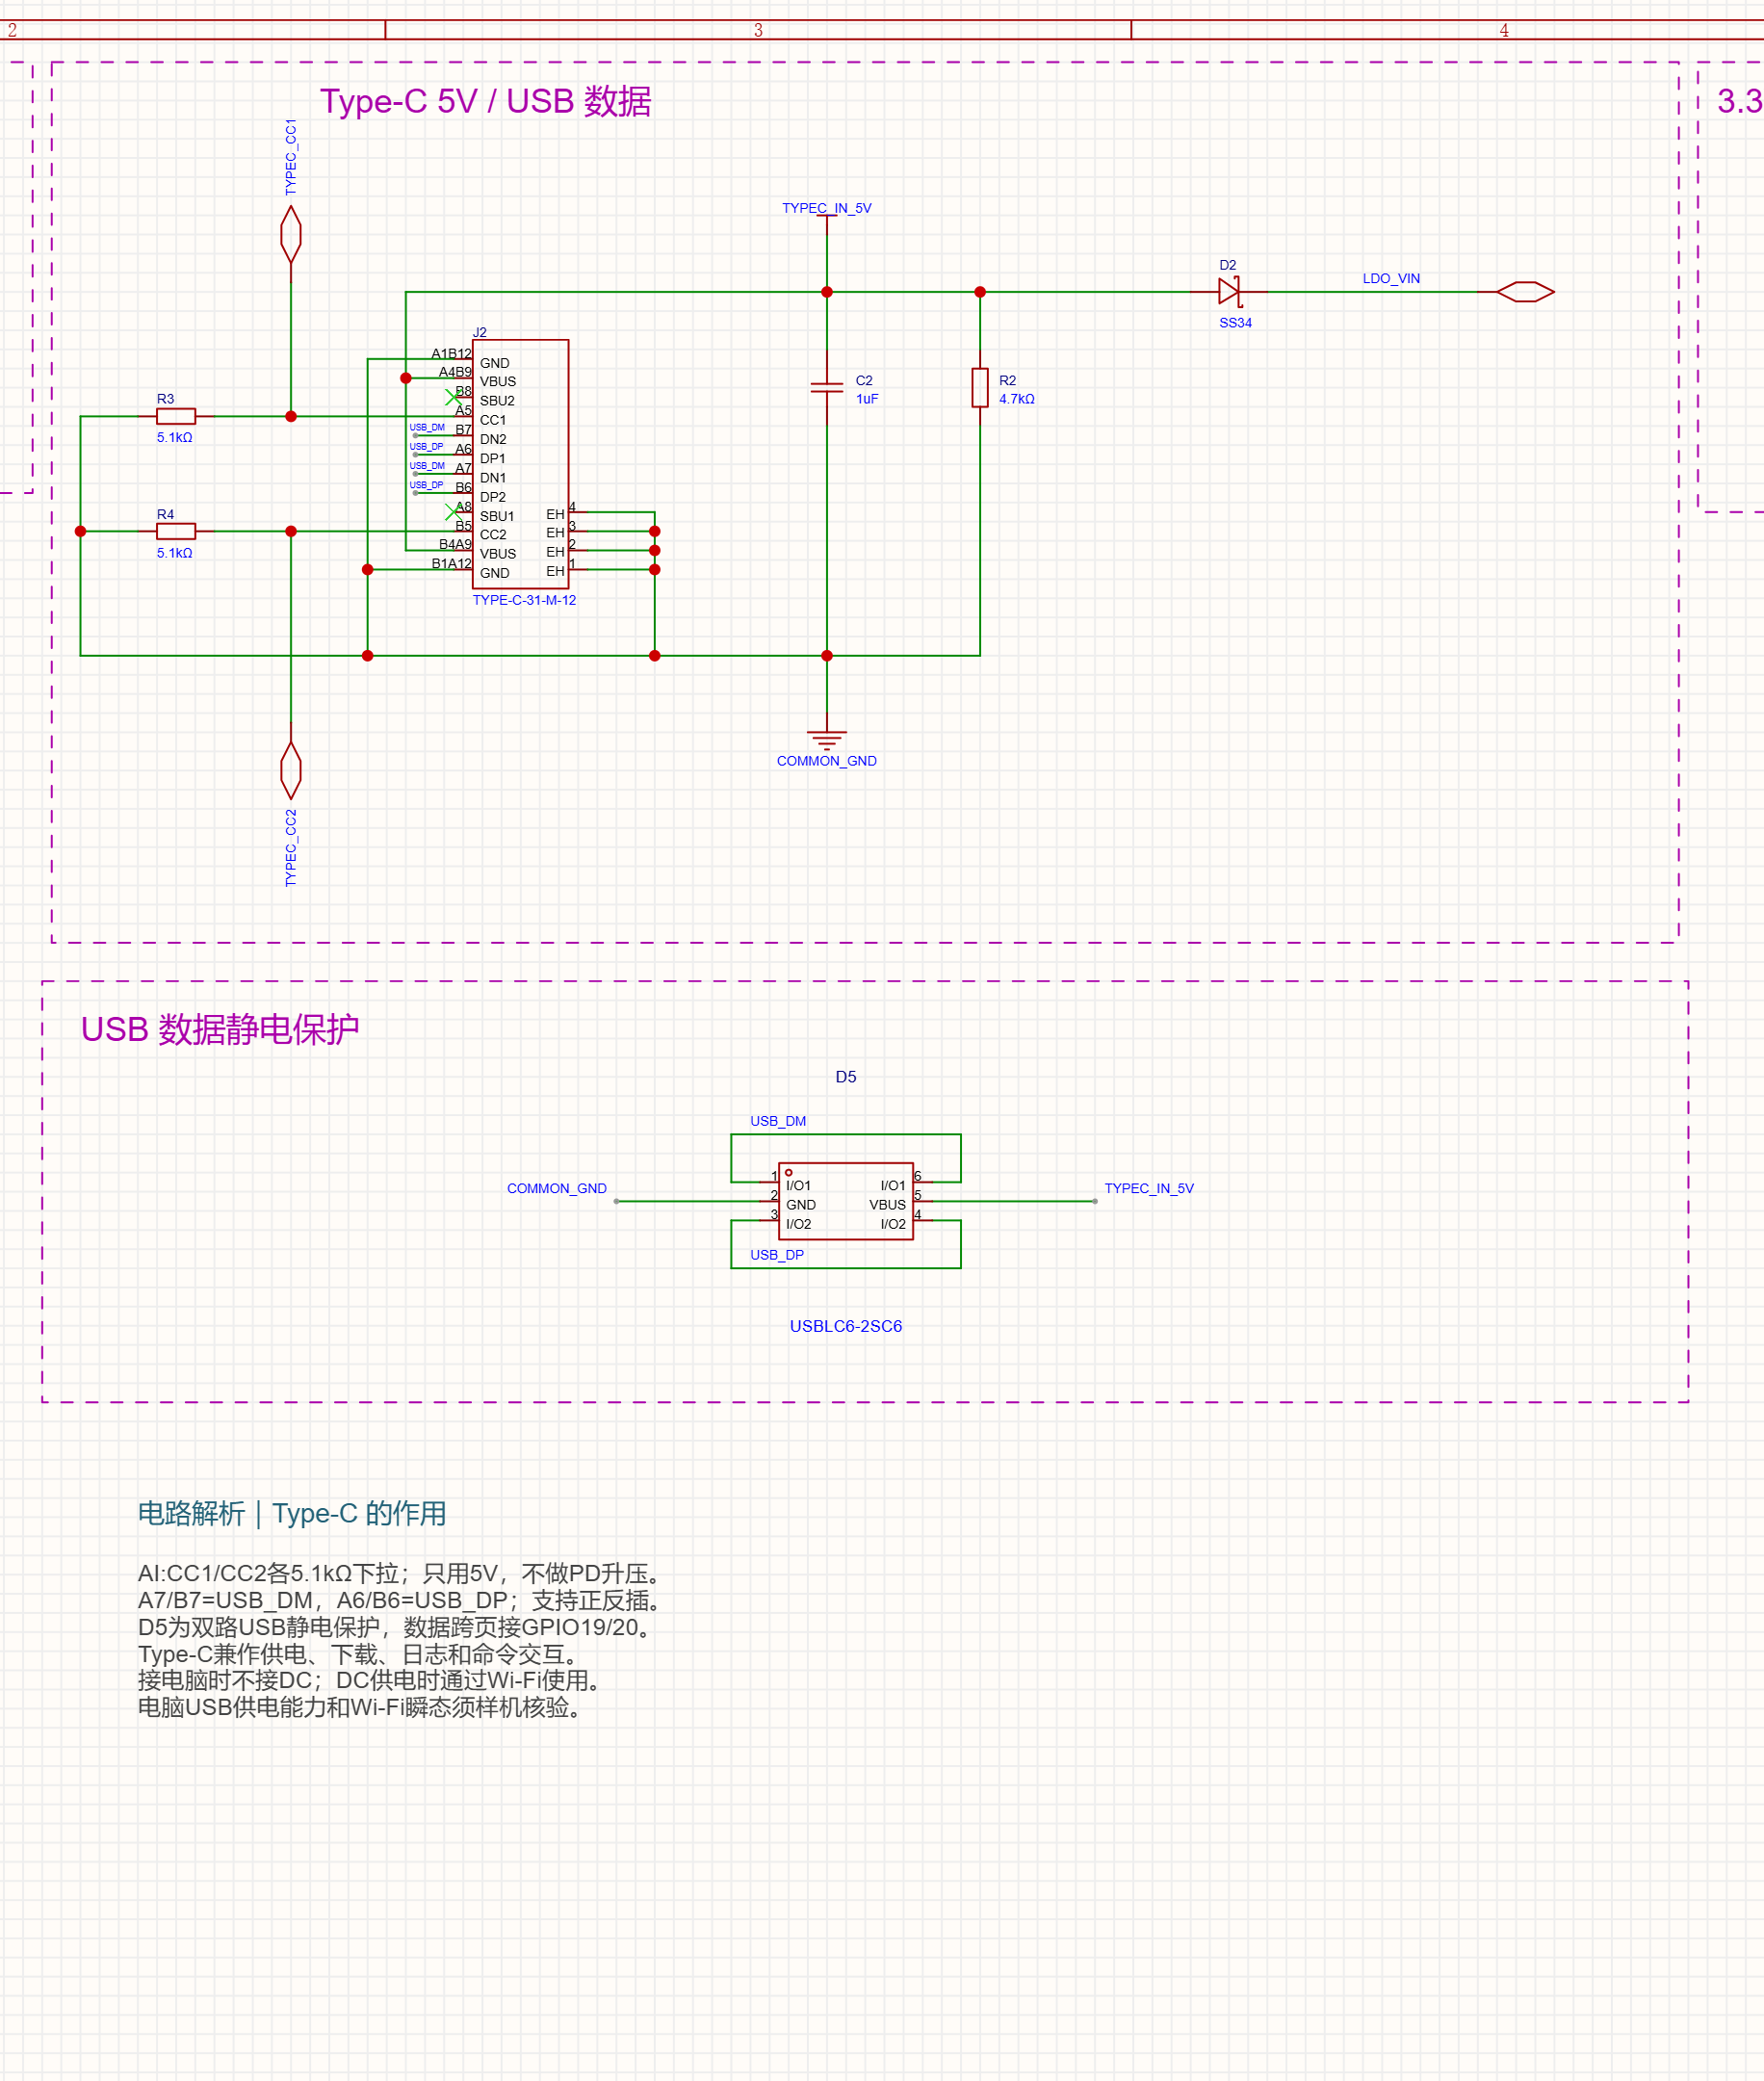 2
3
4
Type-C 5V / USB 数据
3.3
TYPEC_CC1
TYPEC_IN_5V
D2
LDO_VIN
SS34
J2
A1B12 GND
A4B9 VBUS
B8 SBU2
A5 CC1
USB_DM B7 DN2
USB_DP A6 DP1
USB_DM A7 DN1
USB_DP B6 DP2
A8 SBU1
B5 CC2
B4A9 VBUS
B1A12 GND
EH 4
EH 3
EH 2
EH 1
TYPE-C-31-M-12
R3
5.1kΩ
R4
5.1kΩ
C2
1uF
R2
4.7kΩ
COMMON_GND
TYPEC_CC2
USB 数据静电保护
D5
USB_DM
1 I/O1 I/O1 6
COMMON_GND 2 GND VBUS 5 TYPEC_IN_5V
3 I/O2 I/O2 4
USB_DP
USBLC6-2SC6
电路解析｜Type-C 的作用
AI:CC1/CC2各5.1kΩ下拉；只用5V，不做PD升压。
A7/B7=USB_DM，A6/B6=USB_DP；支持正反插。
D5为双路USB静电保护，数据跨页接GPIO19/20。
Type-C兼作供电、下载、日志和命令交互。
接电脑时不接DC；DC供电时通过Wi-Fi使用。
电脑USB供电能力和Wi-Fi瞬态须样机核验。